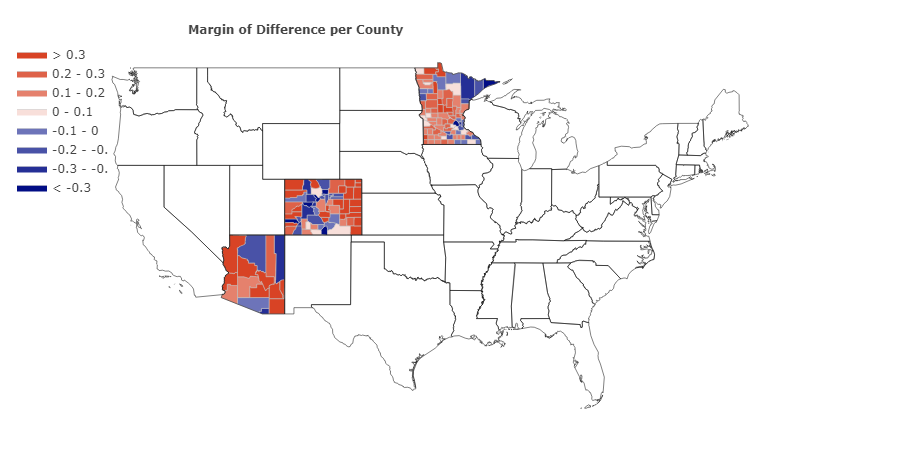 Margin of Difference per County
> 0.3
0.2 - 0.3
0.1 - 0.2
0 - 0.1
-0.1 - 0
-0.2 - -0.
-0.3 - -0.
< -0.3